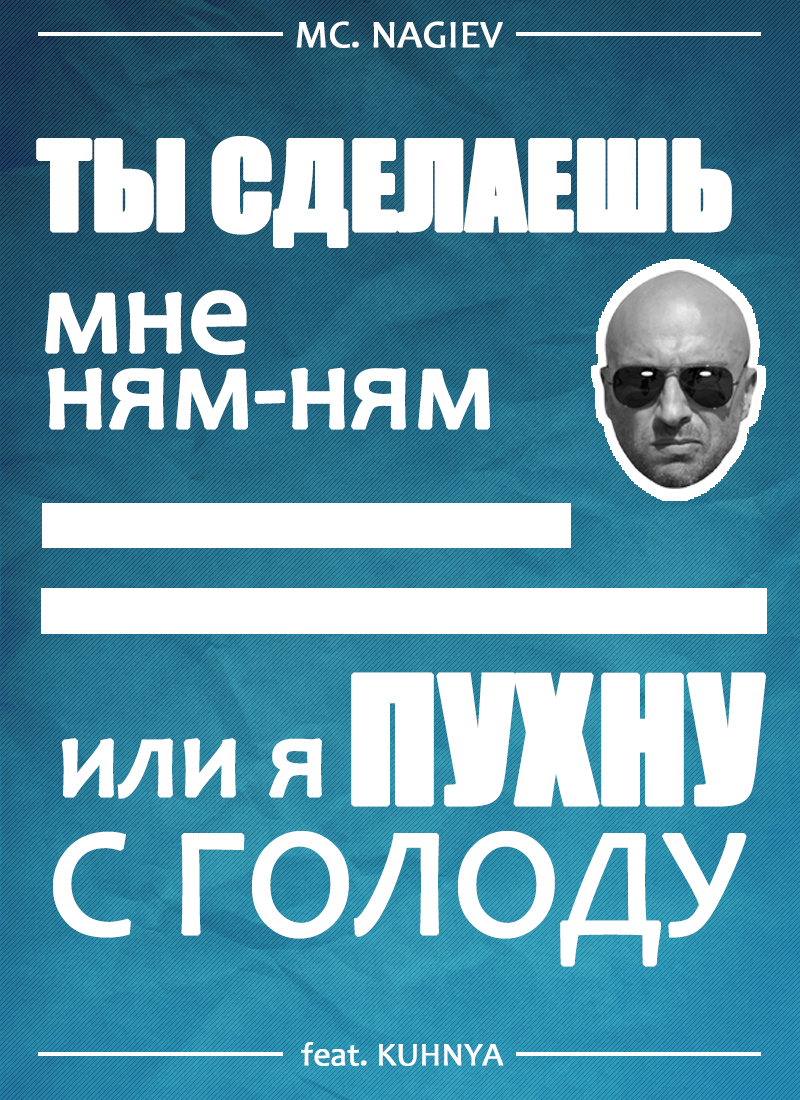 MC. NAGIEV
ТЫ СДЕЛАЕШЬ
мне
ням-ням
или я ПУХНУ
С ГОЛОДУ
feat. KUHNYA